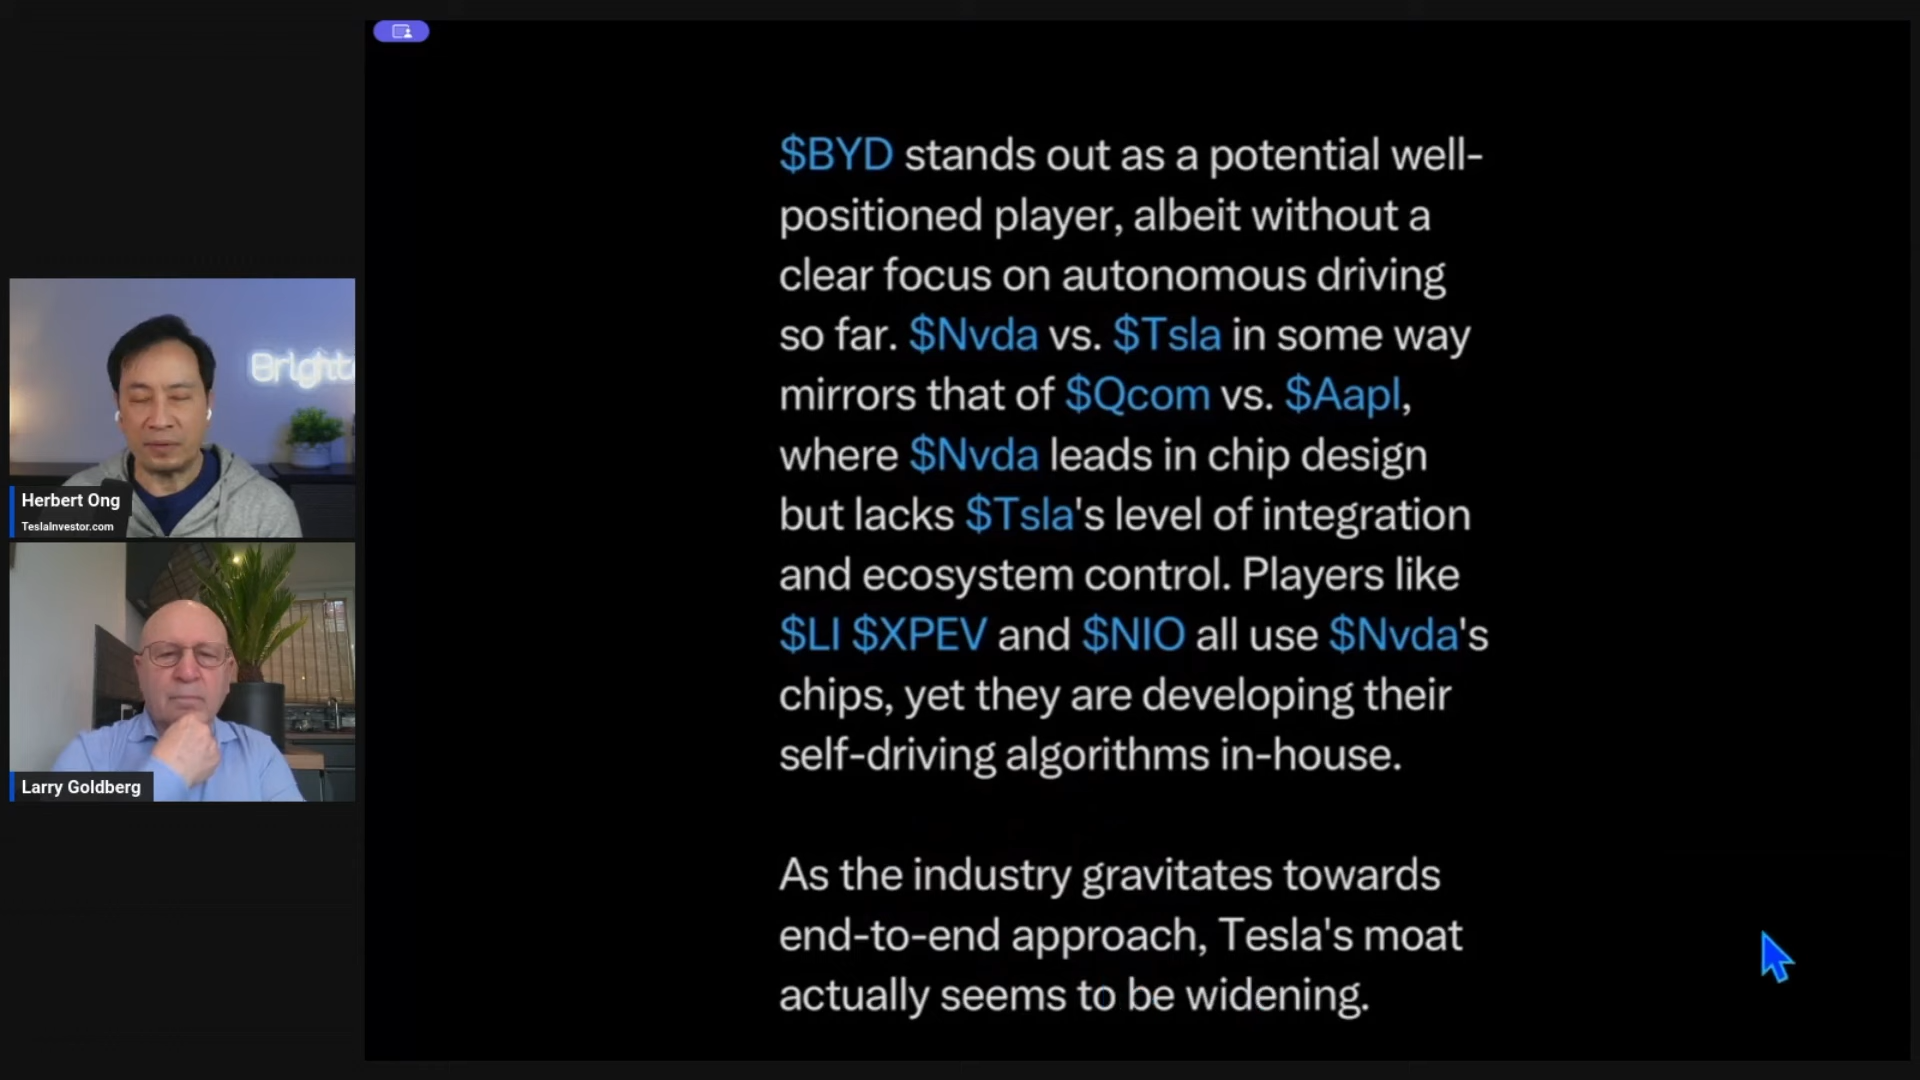 $BYD stands out as a potential well-
positioned player, albeit without a
clear focus on autonomous driving
so far. $Nvda vs. $Tsla in some way
mirrors that of $Qcom vs. $Aapl,
where $Nvda leads in chip design
but lacks $Tsla's level of integration
and ecosystem control. Players like
$LI $XPEV and $NIO all use $Nvda's
chips, yet they are developing their
self-driving algorithms in-house.
As the industry gravitates towards
end-to-end approach, Tesla's moat
actually seems to be widening.
Bright
Herbert Ong
TeslaInvestor.com
Larry Goldberg